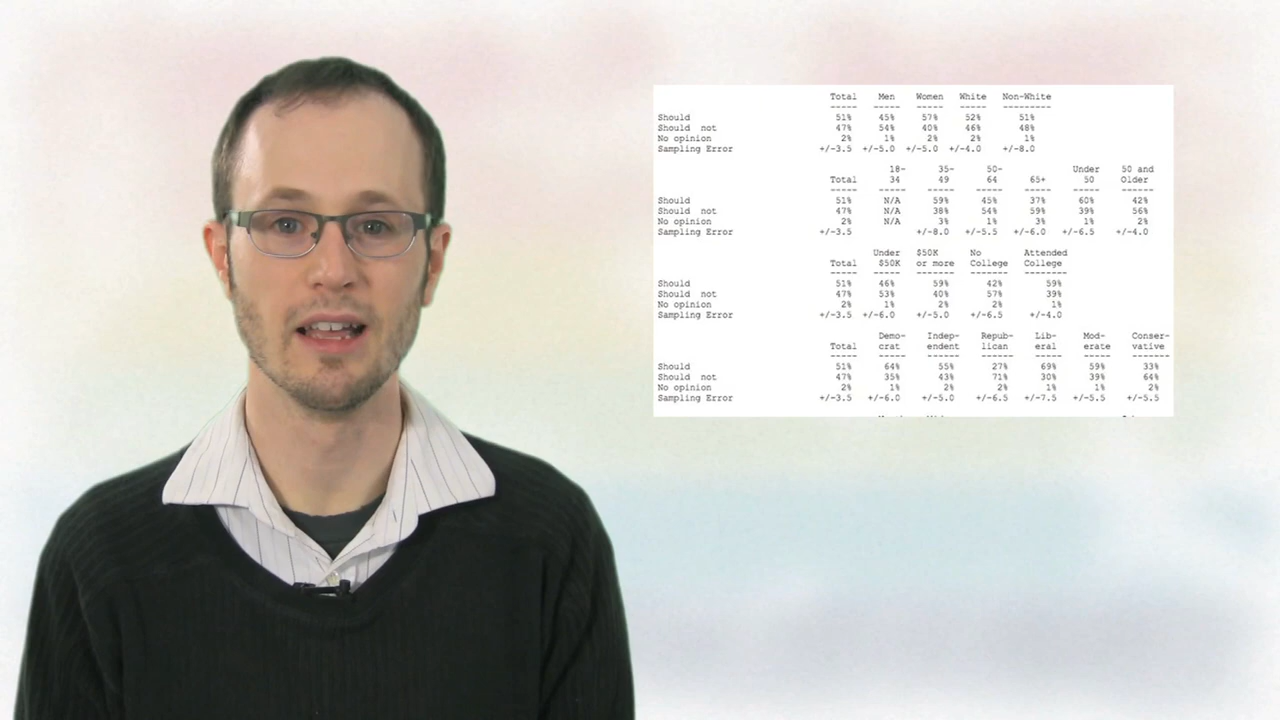 Total Men Women White Non-White
----- ----- ----- ----- ---------
Should 51% 45% 57% 52% 51%
Should not 47% 54% 40% 46% 48%
No opinion 2% 1% 2% 2% 1%
Sampling Error +/-3.5 +/-5.0 +/-5.0 +/-4.0 +/-8.0
18- 35- 50- Under 50 and
Total 34 49 64 65+ 50 Older
----- ----- ----- ----- ----- ----- ------
Should 51% N/A 59% 45% 37% 60% 42%
Should not 47% N/A 38% 54% 59% 39% 56%
No opinion 2% N/A 3% 1% 3% 1% 2%
Sampling Error +/-3.5 +/-8.0 +/-5.5 +/-6.0 +/-6.5 +/-4.0
Under $50K No Attended
Total $50K or more College College
----- ----- ------- ------- --------
Should 51% 46% 59% 42% 59%
Should not 47% 53% 40% 57% 39%
No opinion 2% 1% 2% 2% 1%
Sampling Error +/-3.5 +/-6.0 +/-5.0 +/-6.5 +/-4.0
Demo- Indep- Repub- Lib- Mod- Conser-
Total crat endent lican eral erate vative
----- ----- ------ ------ ----- ----- -------
Should 51% 64% 55% 27% 69% 59% 33%
Should not 47% 35% 43% 71% 30% 39% 64%
No opinion 2% 1% 2% 2% 1% 1% 2%
Sampling Error +/-3.5 +/-6.0 +/-5.0 +/-6.5 +/-7.5 +/-5.5 +/-5.5